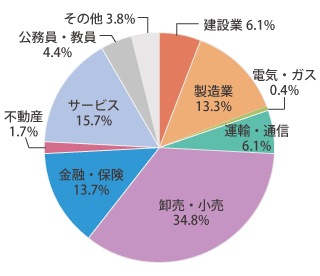 その他 3.8%
建設業 6.1%
公務員・教員
4.4%
電気・ガス
0.4%
製造業
13.3%
サービス
15.7%
不動産
1.7%
運輸・通信
6.1%
金融・保険
13.7%
卸売・小売
34.8%